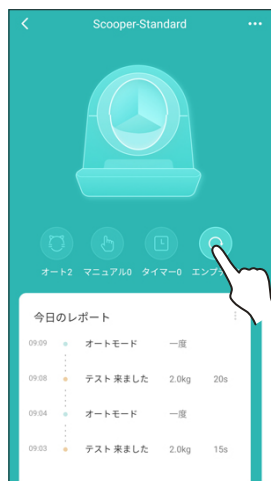 Scooper-Standard
オート2 マニュアル0 タイマー0 エンプテ
今日のレポート
09:09 オートモード 一度
09:08 テスト 来ました 2.0kg 20s
09:04 オートモード 一度
09:03 テスト 来ました 2.0kg 15s